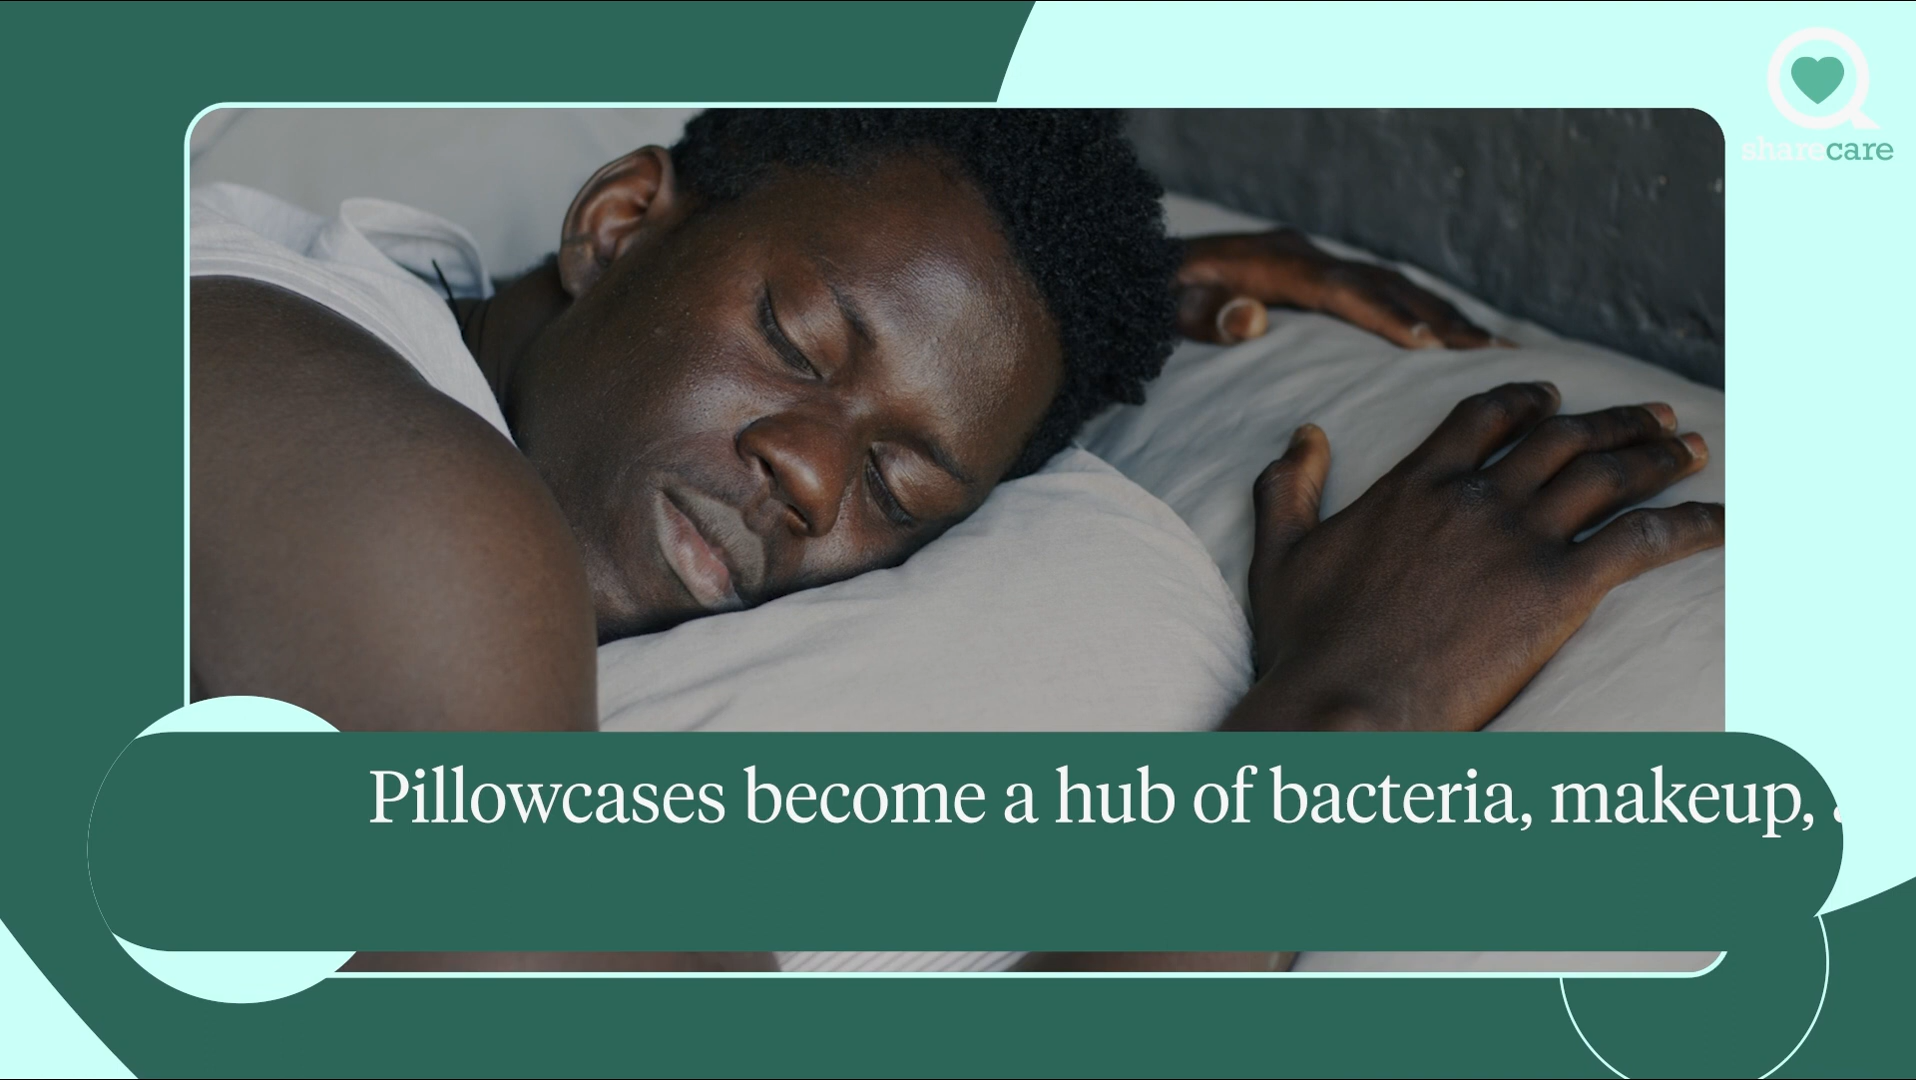 sharecare
Pillowcases become a hub of bacteria, makeup,